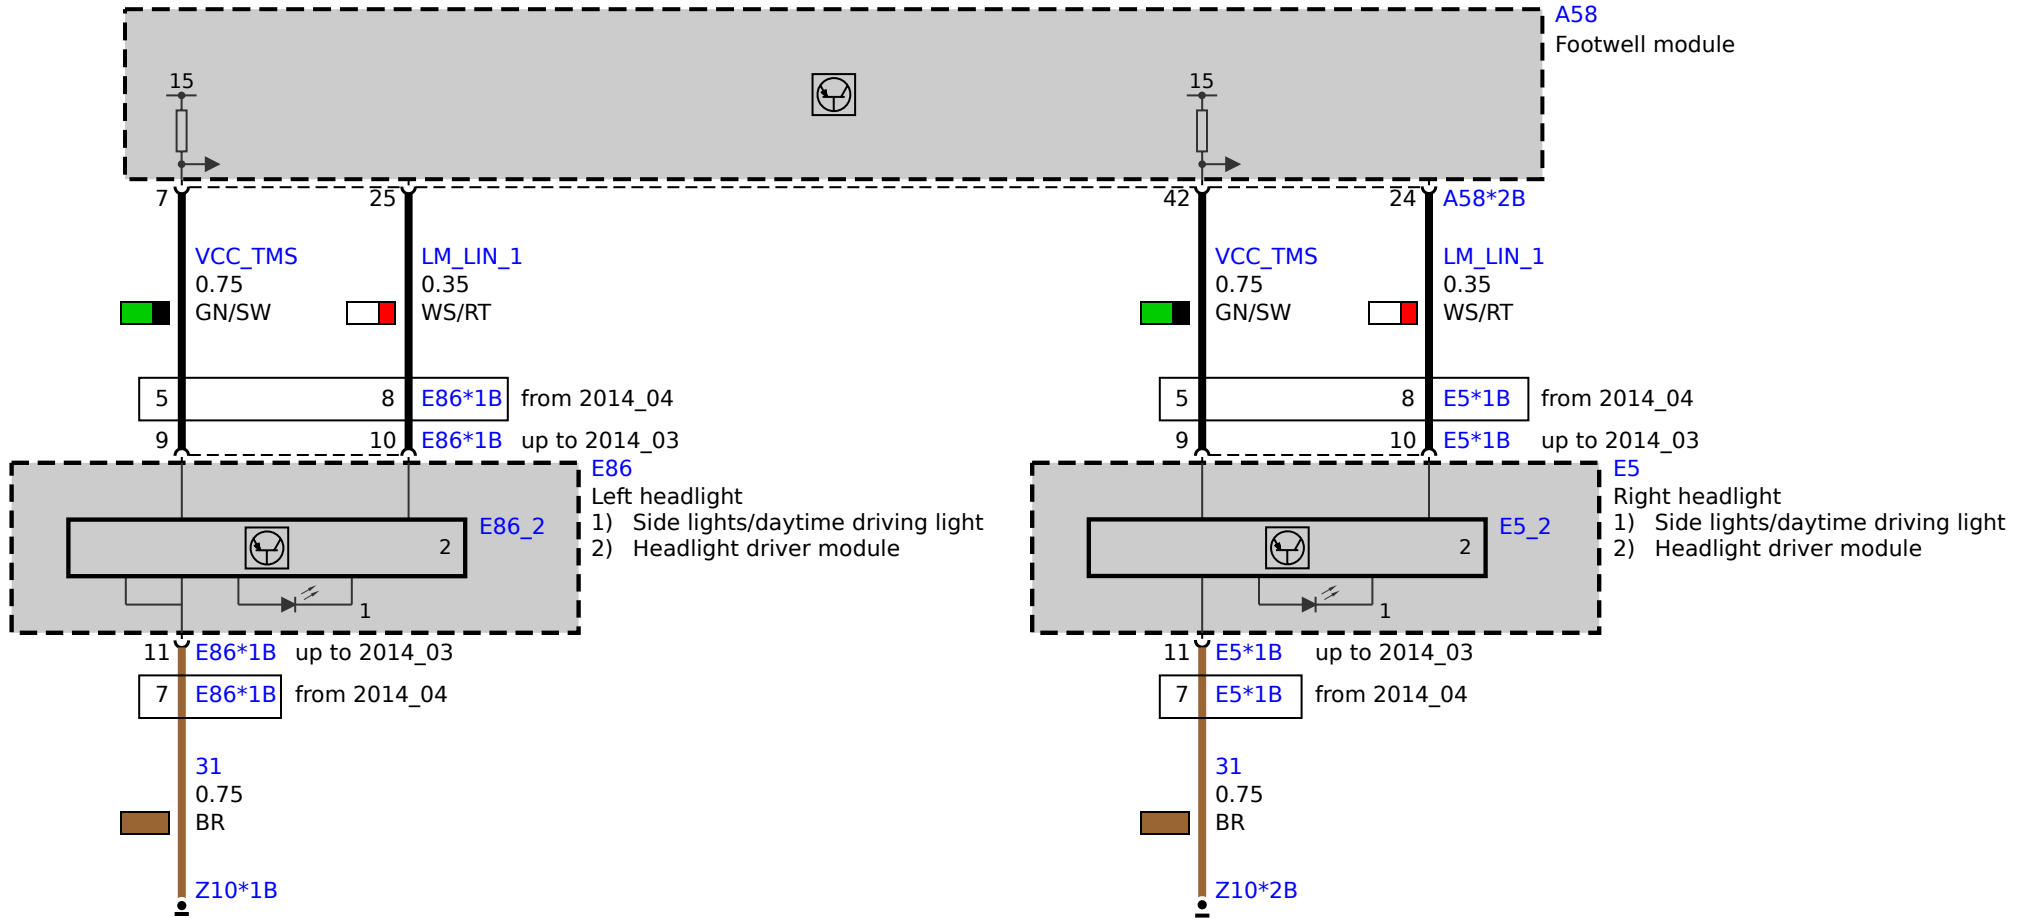 A58
Footwell module
15
15
7
25
42
24
A58*2B
VCC_TMS
0.75
GN/SW
LM_LIN_1
0.35
WS/RT
VCC_TMS
0.75
GN/SW
LM_LIN_1
0.35
WS/RT
5
8
E86*1B
from 2014_04
9
10
E86*1B
up to 2014_03
5
8
E5*1B
from 2014_04
9
10
E5*1B
up to 2014_03
E86
Left headlight
1) Side lights/daytime driving light
2) Headlight driver module
E86_2
2
1
E5
Right headlight
1) Side lights/daytime driving light
2) Headlight driver module
E5_2
2
1
11
E86*1B
up to 2014_03
7
E86*1B
from 2014_04
11
E5*1B
up to 2014_03
7
E5*1B
from 2014_04
31
0.75
BR
Z10*1B
31
0.75
BR
Z10*2B